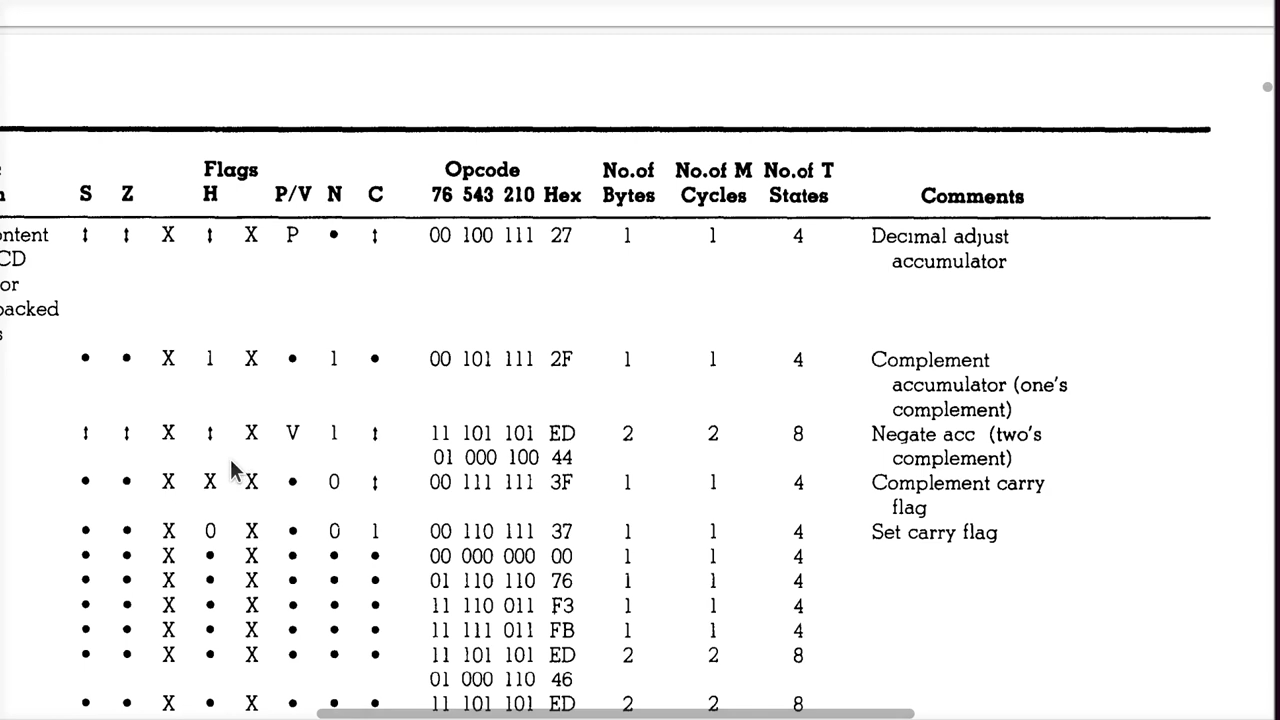 Flags Opcode No.of No.of M No.of T
S Z H P/V N C 76 543 210 Hex Bytes Cycles States Comments
ontent ↕ ↕ X ↕ X P • ↕ 00 100 111 27 1 1 4 Decimal adjust
CD accumulator
or
packed
s
• • X 1 X • 1 • 00 101 111 2F 1 1 4 Complement
accumulator (one's
complement)
↕ ↕ X ↕ X V 1 ↕ 11 101 101 ED 2 2 8 Negate acc (two's
01 000 100 44 complement)
• • X X X • 0 ↕ 00 111 111 3F 1 1 4 Complement carry
flag
• • X 0 X • 0 1 00 110 111 37 1 1 4 Set carry flag
• • X • X • • • 00 000 000 00 1 1 4
• • X • X • • • 01 110 110 76 1 1 4
• • X • X • • • 11 110 011 F3 1 1 4
• • X • X • • • 11 111 011 FB 1 1 4
• • X • X • • • 11 101 101 ED 2 2 8
01 000 110 46
• • X • X • • • 11 101 101 ED 2 2 8